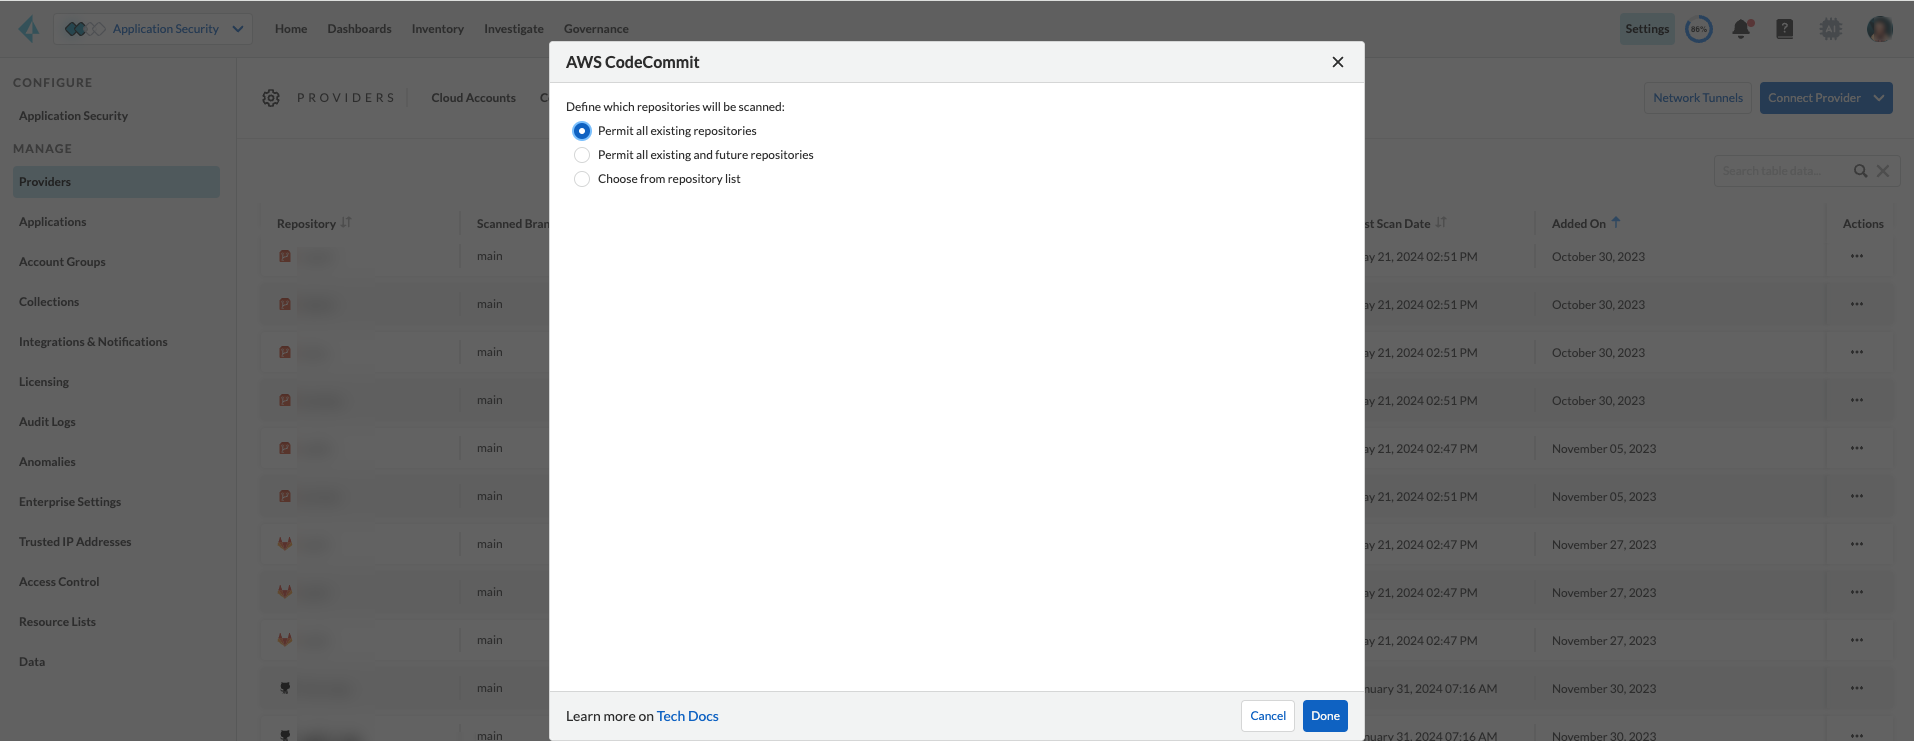 Application Security
Home
Dashboards
Inventory
Investigate
Governance
Settings
86%
AI
AWS CodeCommit
CONFIGURE
Application Security
MANAGE
Providers
Applications
Account Groups
Collections
Integrations & Notifications
Licensing
Audit Logs
Anomalies
Enterprise Settings
Trusted IP Addresses
Access Control
Resource Lists
Data
PROVIDERS
Cloud Accounts
Network Tunnels
Connect Provider
Search table data...
Define which repositories will be scanned:
Permit all existing repositories
Permit all existing and future repositories
Choose from repository list
Repository Scanned Bran st Scan Date Added On Actions
main ay 21, 2024 02:51 PM October 30, 2023
main ay 21, 2024 02:51 PM October 30, 2023
main ay 21, 2024 02:51 PM October 30, 2023
main ay 21, 2024 02:51 PM October 30, 2023
main ay 21, 2024 02:47 PM November 05, 2023
main ay 21, 2024 02:51 PM November 05, 2023
main ay 21, 2024 02:47 PM November 27, 2023
main ay 21, 2024 02:47 PM November 27, 2023
main ay 21, 2024 02:47 PM November 27, 2023
main nuary 31, 2024 07:16 AM November 30, 2023
main nuary 31, 2024 07:16 AM November 30, 2023
Learn more on Tech Docs
Cancel
Done